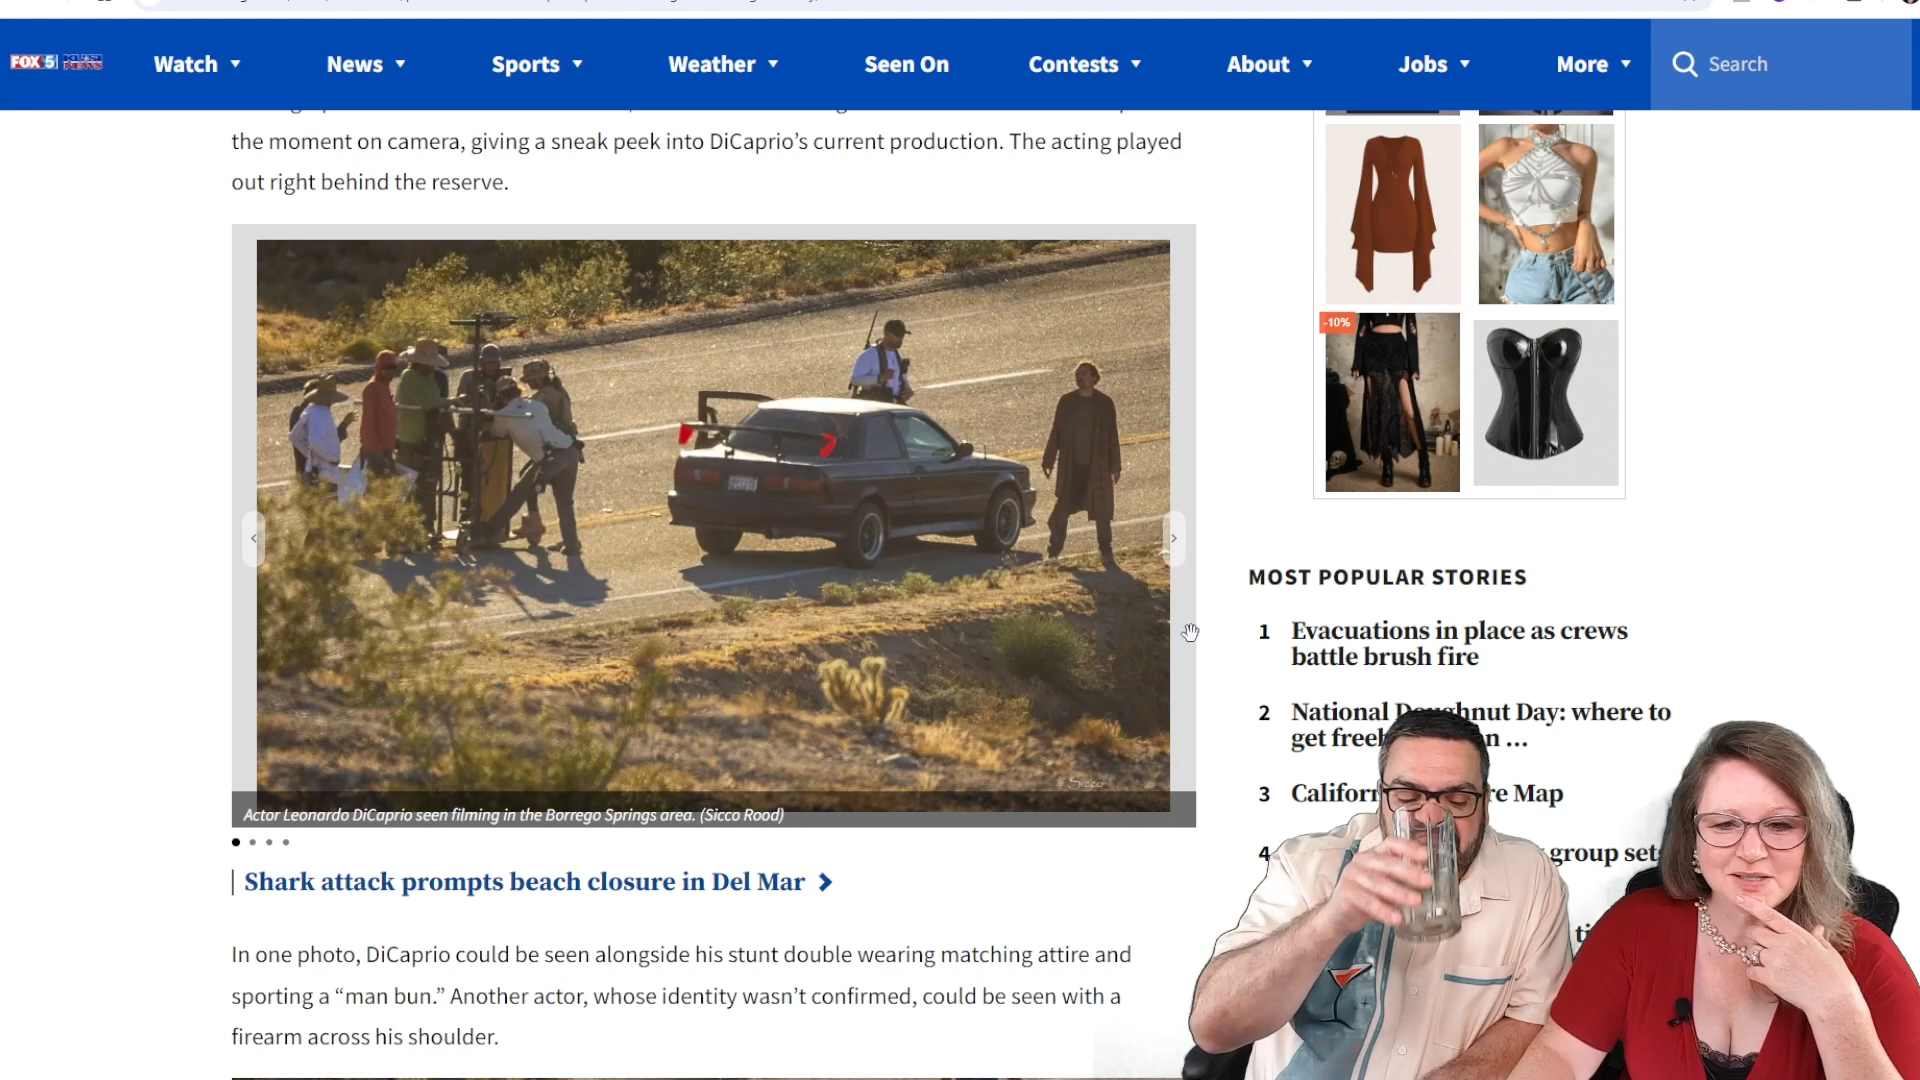 FOX 5 KUSI NEWS
Watch News Sports Weather Seen On Contests About Jobs More Search
the moment on camera, giving a sneak peek into DiCaprio’s current production. The acting played
out right behind the reserve.
-10%
Sicco
Actor Leonardo DiCaprio seen filming in the Borrego Springs area. (Sicco Rood)
Shark attack prompts beach closure in Del Mar
In one photo, DiCaprio could be seen alongside his stunt double wearing matching attire and
sporting a “man bun.” Another actor, whose identity wasn’t confirmed, could be seen with a
firearm across his shoulder.
MOST POPULAR STORIES
1 Evacuations in place as crews
battle brush fire
2 National Doughnut Day: where to
get
3 Map
4 group